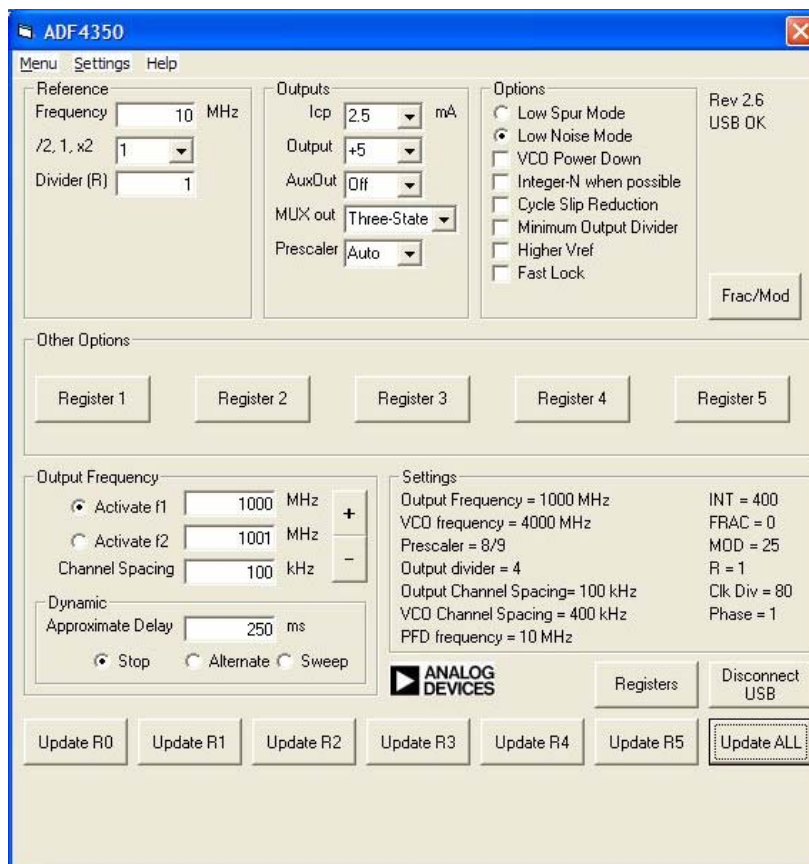 ADF4350
Menu Settings Help
Reference
Frequency 10 MHz
/2, 1, x2 1
Divider (R) 1
Outputs
Icp 2.5 mA
Output +5
AuxOut Off
MUX out Three-State
Prescaler Auto
Options
Low Spur Mode
Low Noise Mode
VCO Power Down
Integer-N when possible
Cycle Slip Reduction
Minimum Output Divider
Higher Vref
Fast Lock
Rev 2.6
USB OK
Frac/Mod
Other Options
Register 1 Register 2 Register 3 Register 4 Register 5
Output Frequency
Activate f1 1000 MHz +
Activate f2 1001 MHz −
Channel Spacing 100 kHz
Dynamic
Approximate Delay 250 ms
Stop Alternate Sweep
Settings
Output Frequency = 1000 MHz
VCO frequency = 4000 MHz
Prescaler = 8/9
Output divider = 4
Output Channel Spacing= 100 kHz
VCO Channel Spacing = 400 kHz
PFD frequency = 10 MHz
INT = 400
FRAC = 0
MOD = 25
R = 1
Clk Div = 80
Phase = 1
ANALOG
DEVICES
Registers
Disconnect
USB
Update R0 Update R1 Update R2 Update R3 Update R4 Update R5 Update ALL